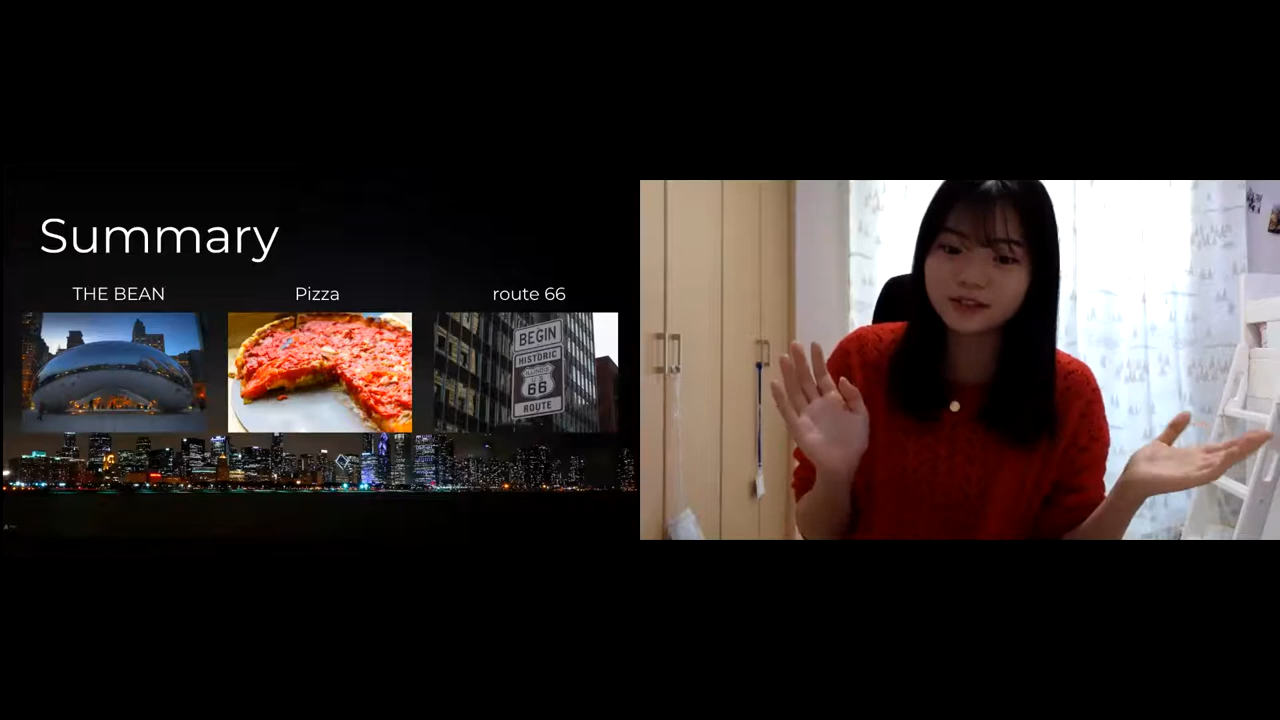 Summary
THE BEAN
Pizza
route 66
BEGIN
HISTORIC
ILLINOIS
66
ROUTE